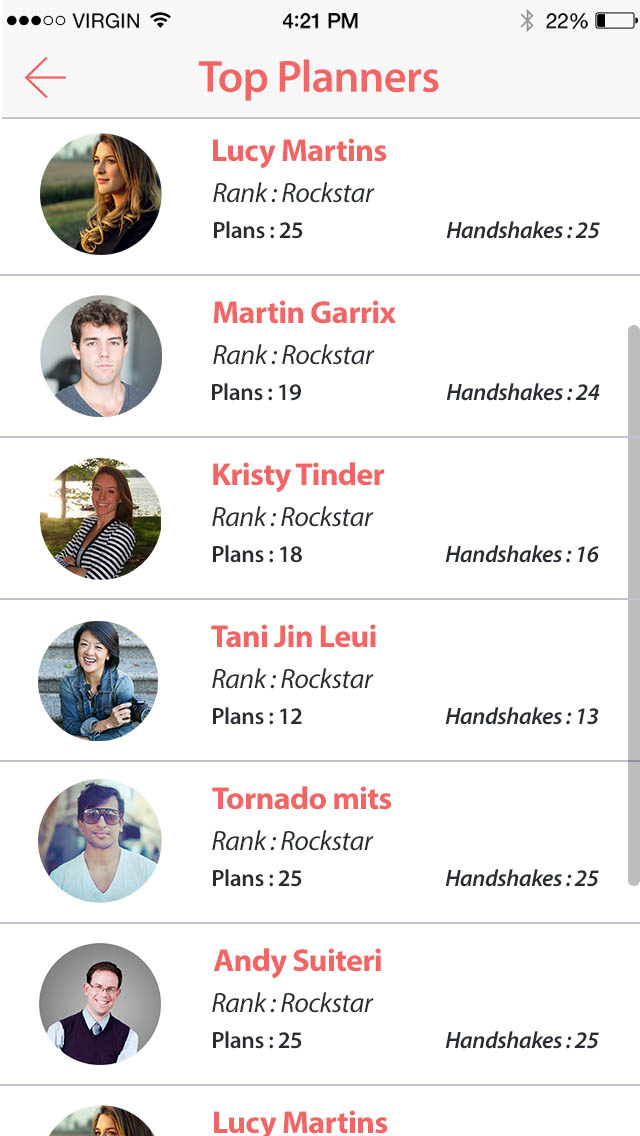 VIRGIN 4:21 PM 22%
Top Planners
Lucy Martins
Rank : Rockstar
Plans : 25 Handshakes : 25
Martin Garrix
Rank : Rockstar
Plans : 19 Handshakes : 24
Kristy Tinder
Rank : Rockstar
Plans : 18 Handshakes : 16
Tani Jin Leui
Rank : Rockstar
Plans : 12 Handshakes : 13
Tornado mits
Rank : Rockstar
Plans : 25 Handshakes : 25
Andy Suiteri
Rank : Rockstar
Plans : 25 Handshakes : 25
Lucy Martins